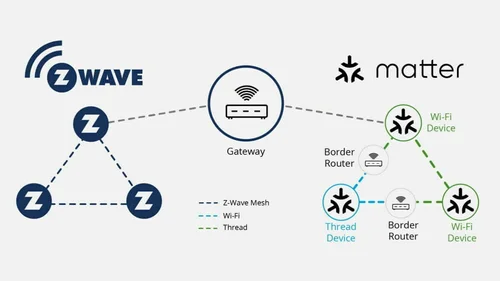 Z WAVE
matter
Z
Z
Z
Gateway
Wi-Fi
Device
Border
Router
Thread
Device
Border
Router
Wi-Fi
Device
Z-Wave Mesh
Wi-Fi
Thread